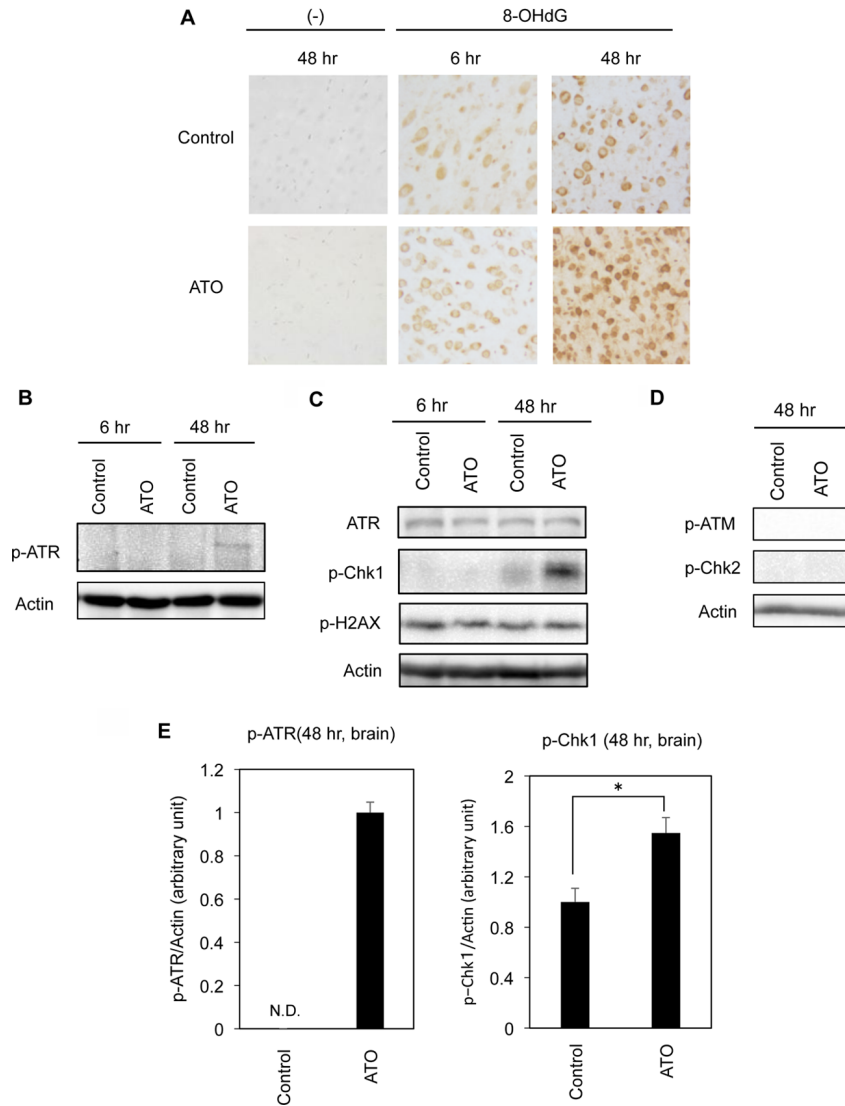 A
(-)
8-OHdG
48 hr
6 hr
48 hr
Control
ATO
B
6 hr
48 hr
Control
ATO
Control
ATO
p-ATR
Actin
C
6 hr
48 hr
Control
ATO
Control
ATO
ATR
p-Chk1
p-H2AX
Actin
D
48 hr
Control
ATO
p-ATM
p-Chk2
Actin
E
p-ATR(48 hr, brain)
p-ATR/Actin (arbitrary unit)
1.2
1
0.8
0.6
0.4
0.2
0
N.D.
Control
ATO
p-Chk1 (48 hr, brain)
p-Chk1/Actin (arbitrary unit)
2
1.6
1.2
0.8
0.4
0
*
Control
ATO